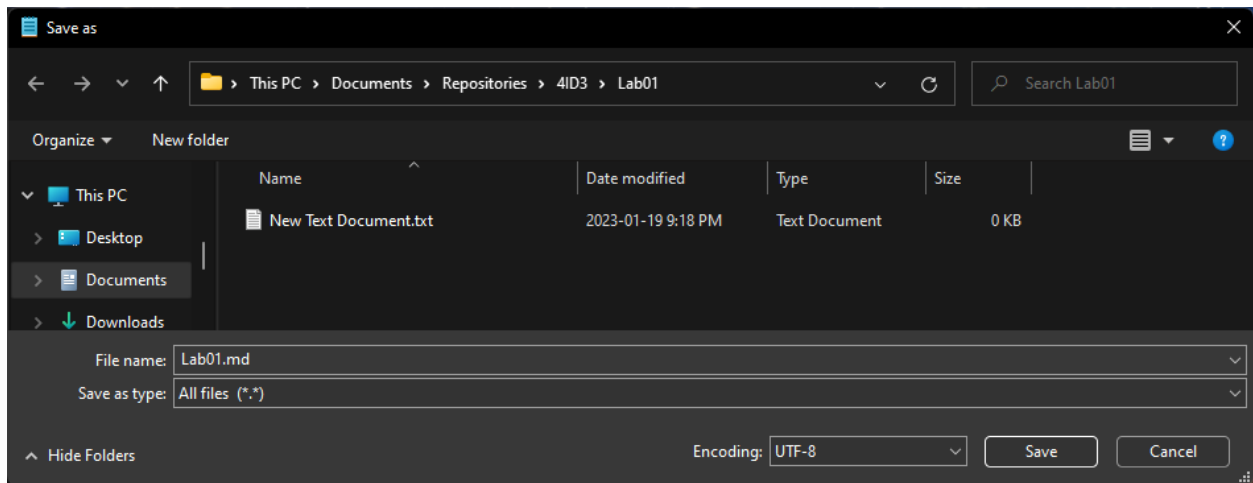 Save as
This PC > Documents > Repositories > 4ID3 > Lab01
Search Lab01
Organize
New folder
?
Name
Date modified
Type
Size
This PC
New Text Document.txt
2023-01-19 9:18 PM
Text Document
0 KB
Desktop
Documents
Downloads
File name: Lab01.md
Save as type: All files (*.*)
Hide Folders
Encoding: UTF-8
Save
Cancel